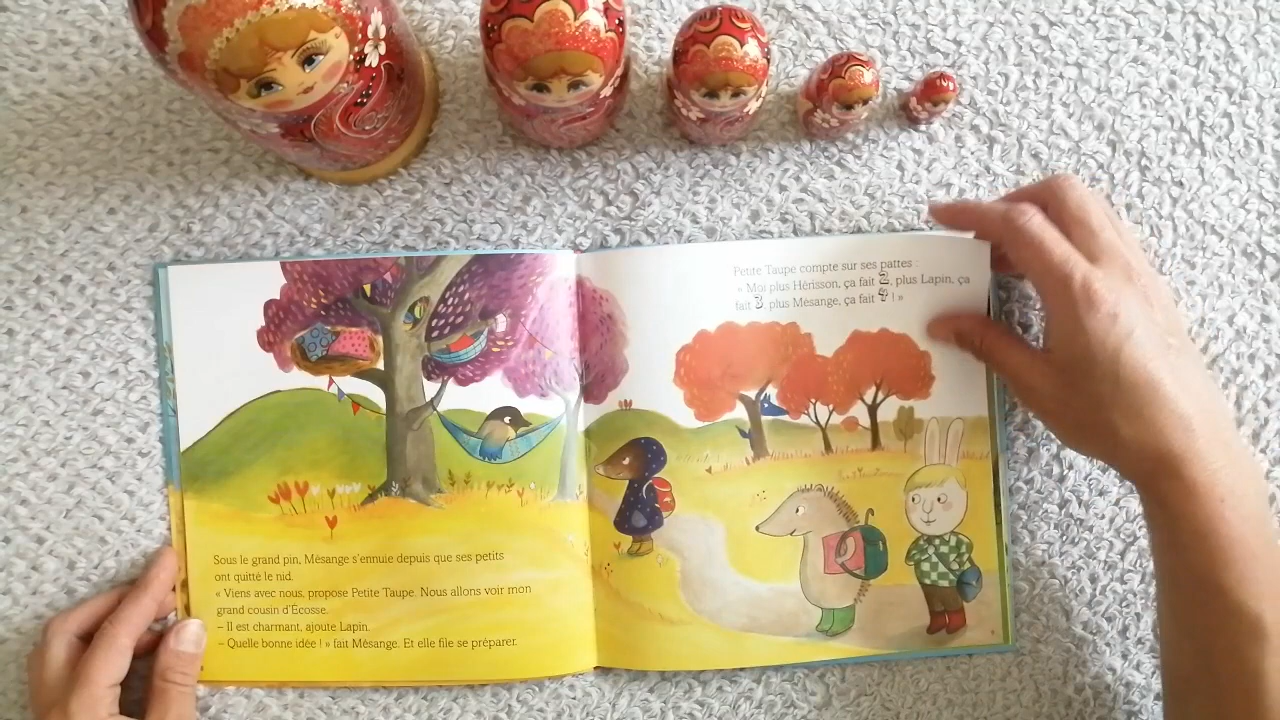 Sous le grand pin, Mésange s'ennuie depuis que ses petits
ont quitté le nid.
« Viens avec nous, propose Petite Taupe. Nous allons voir mon
grand cousin d'Écosse.
– Il est charmant, ajoute Lapin.
– Quelle bonne idée ! » fait Mésange. Et elle file se préparer.
Petite Taupe compte sur ses pattes :
« Moi plus Hérisson, ça fait 2, plus Lapin, ça
fait 3, plus Mésange, ça fait 4 ! »